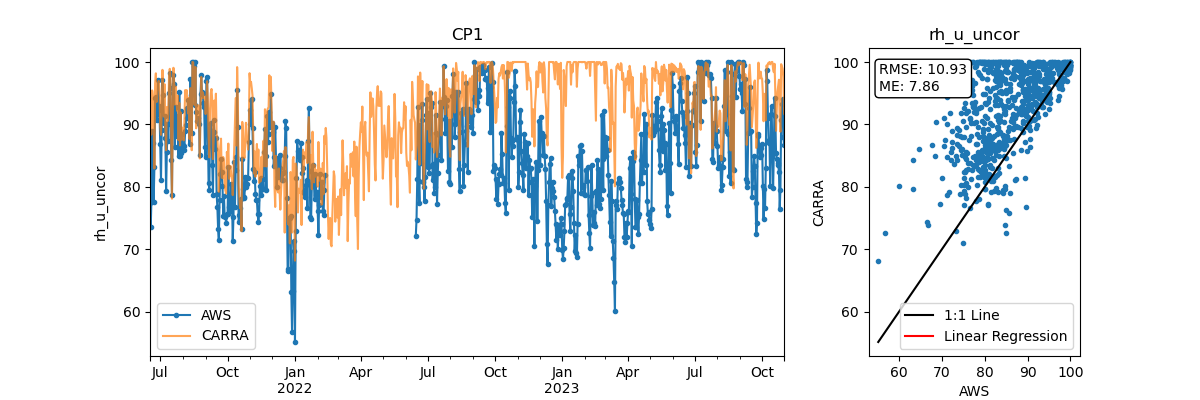 CP1
rh_u_uncor
100
90
80
70
60
AWS
CARRA
Jul
Oct
Jan
2022
Apr
Jul
Oct
Jan
2023
Apr
Jul
Oct
rh_u_uncor
CARRA
100
90
80
70
60
RMSE: 10.93
ME: 7.86
1:1 Line
Linear Regression
60
70
80
90
100
AWS